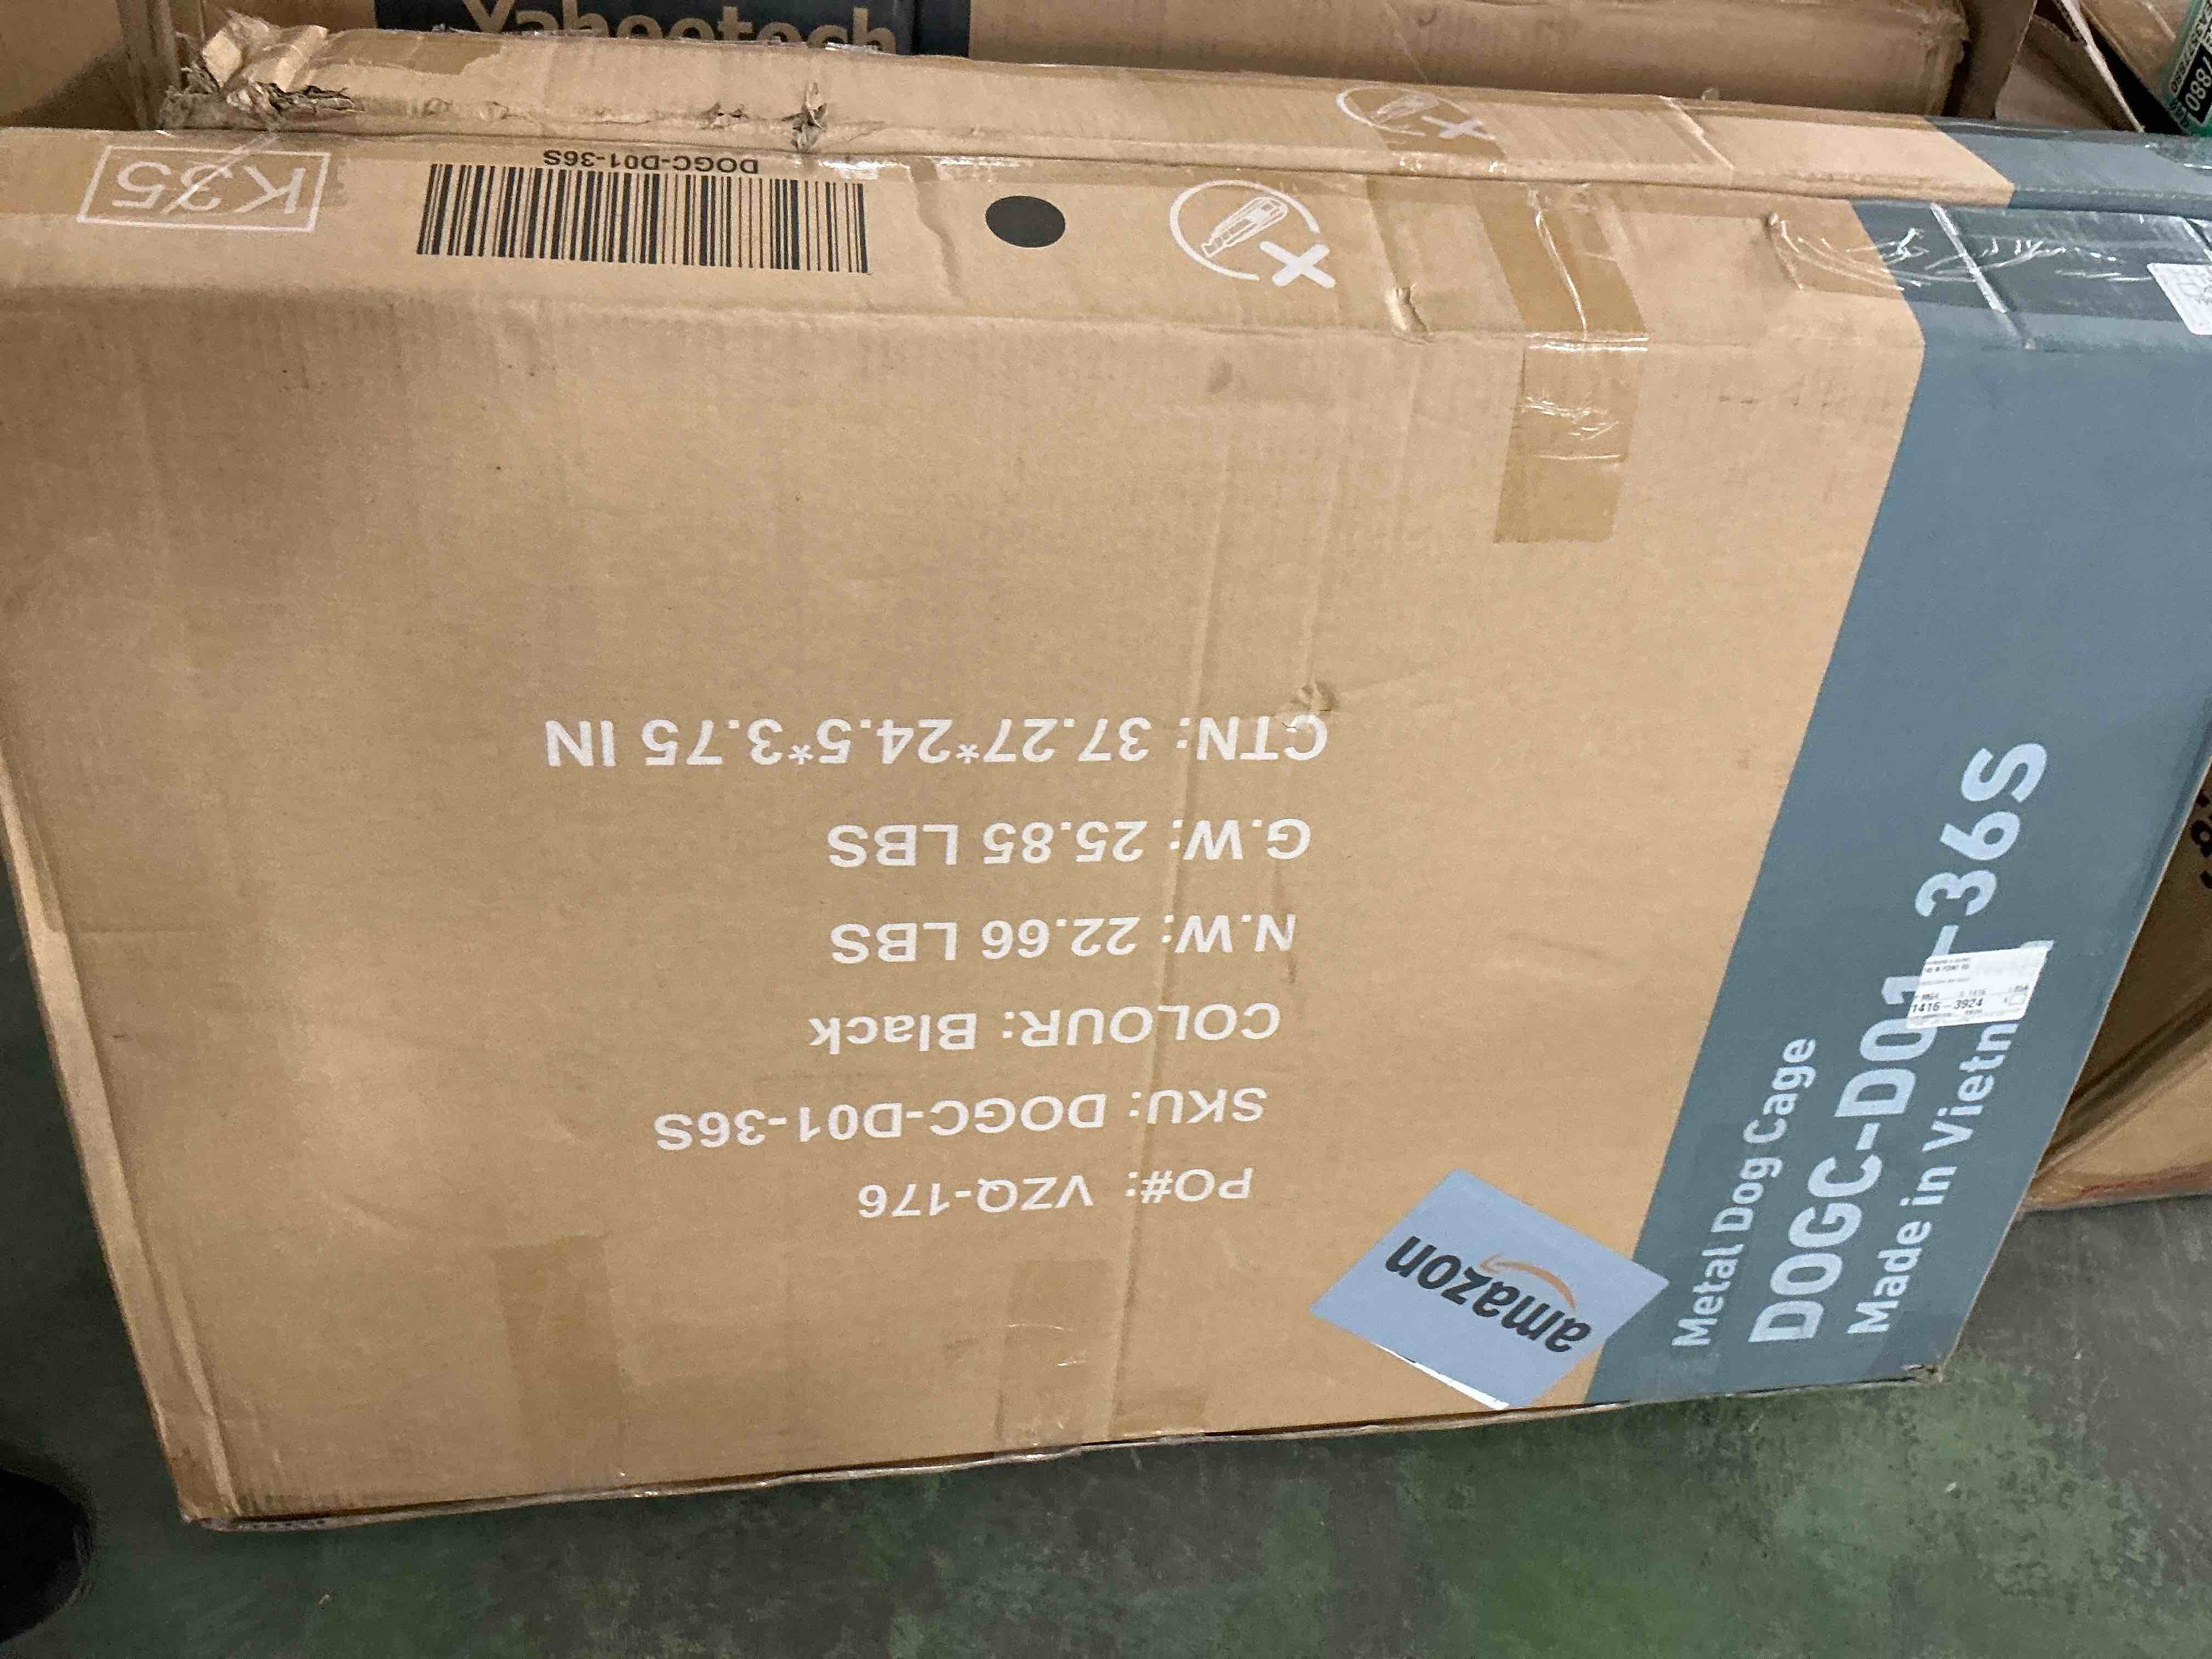 Yaheetech
K35
DOGC-D01-36S
CTN: 37.27*24.5*3.75 IN
G.W: 25.85 LBS
N.W: 22.66 LBS
COLOUR: Black
SKU: DOGC-D01-36S
PO#: VZQ-176
amazon
Metal Dog Cage
DOGC-D01-36S
Made in Vietn
1416-3924